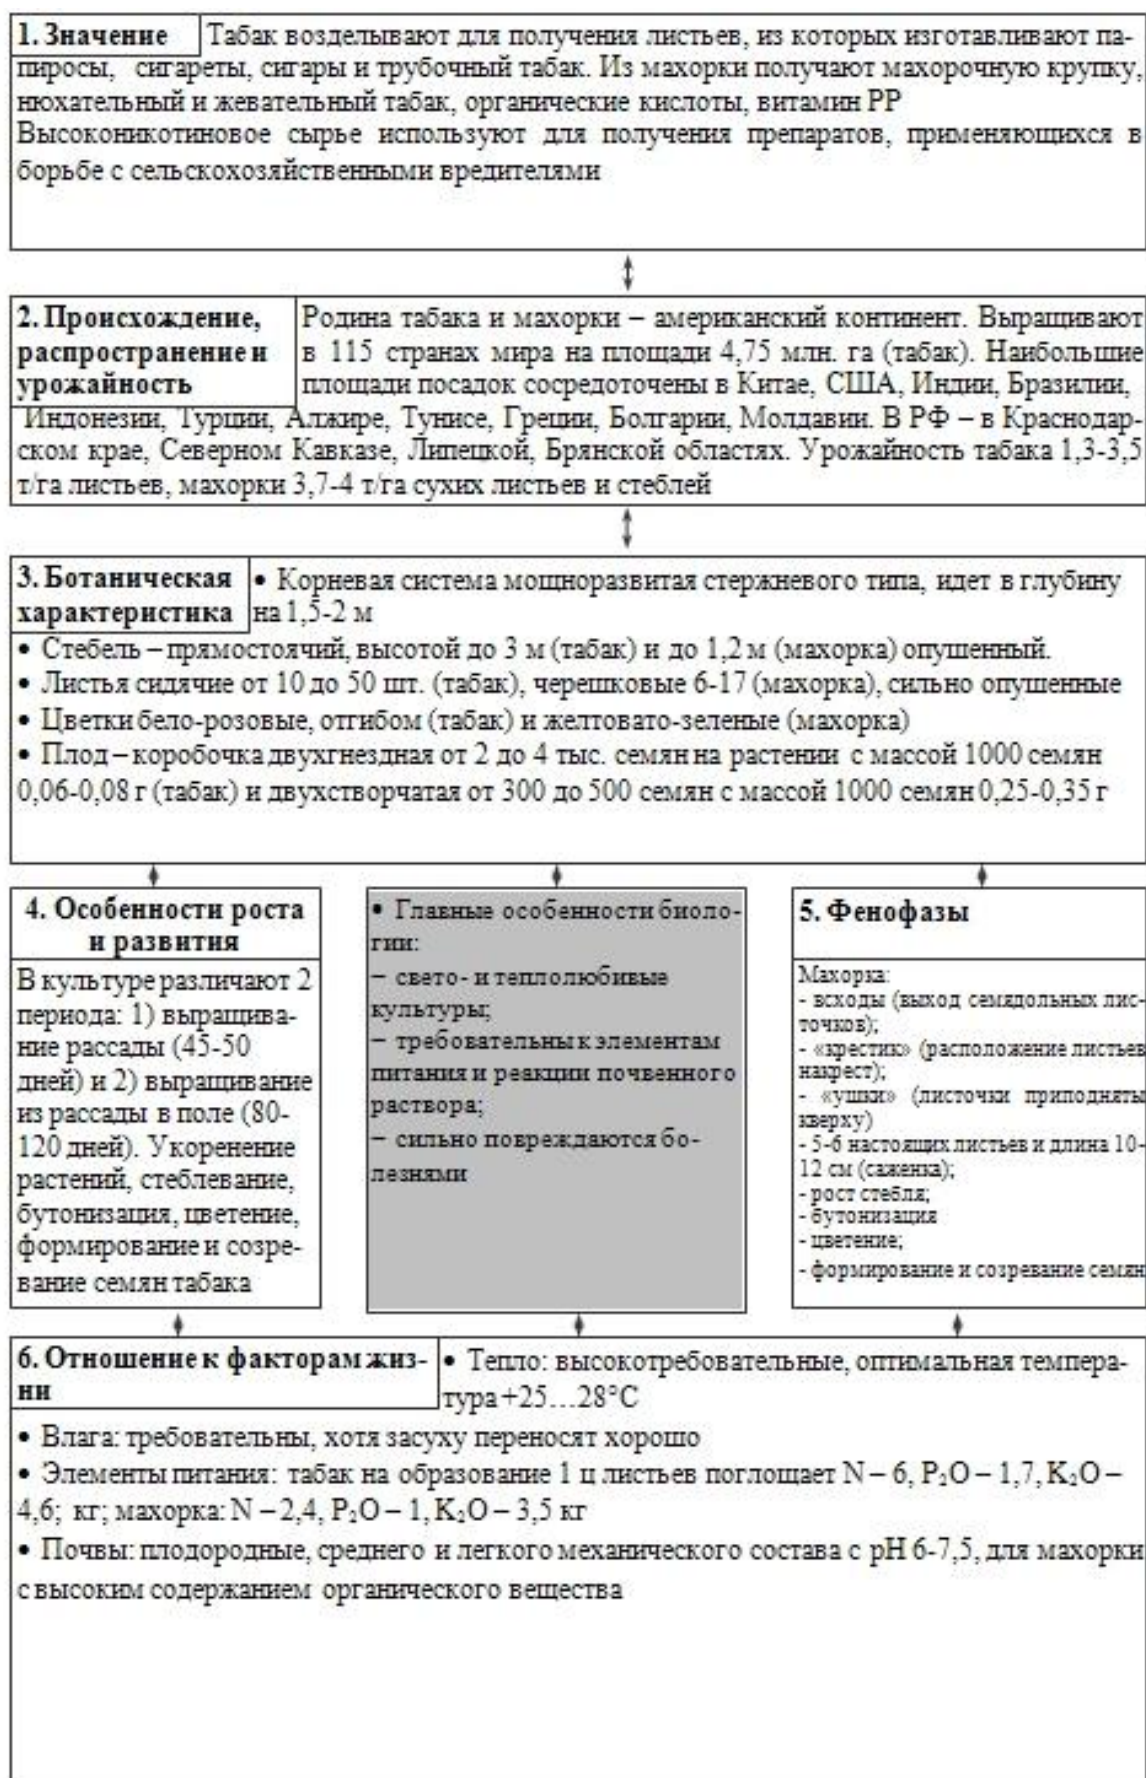 1. Значение Табак возделывают для получения листьев, из которых изготавливают па-
пиросы, сигареты, сигары и трубочный табак. Из махорки получают махорочную крупку,
нюхательный и жевательный табак, органические кислоты, витамин РР
Высоконикотиновое сырье используют для получения препаратов, применяющихся в
борьбе с сельскохозяйственными вредителями
2. Происхождение,
распространение и
урожайность
Родина табака и махорки – американский континент. Выращивают
в 115 странах мира на площади 4,75 млн. га (табак). Наибольшие
площади посадок сосредоточены в Китае, США, Индии, Бразилии,
Индонезии, Турции, Алжире, Тунисе, Греции, Болгарии, Молдавии. В РФ – в Краснодар-
ском крае, Северном Кавказе, Липецкой, Брянской областях. Урожайность табака 1,3-3,5
т/га листьев, махорки 3,7-4 т/га сухих листьев и стеблей
3. Ботаническая
характеристика
• Корневая система мощноразвитая стержневого типа, идет в глубину
на 1,5-2 м
• Стебель – прямостоячий, высотой до 3 м (табак) и до 1,2 м (махорка) опушенный.
• Листья сидячие от 10 до 50 шт. (табак), черешковые 6-17 (махорка), сильно опушенные
• Цветки бело-розовые, отгибом (табак) и желтовато-зеленые (махорка)
• Плод – коробочка двухгнездная от 2 до 4 тыс. семян на растении с массой 1000 семян
0,06-0,08 г (табак) и двухстворчатая от 300 до 500 семян с массой 1000 семян 0,25-0,35 г
4. Особенности роста
и развития
В культуре различают 2
периода: 1) выращива-
ние рассады (45-50
дней) и 2) выращивание
из рассады в поле (80-
120 дней). Укоренение
растений, стеблевание,
бутонизация, цветение,
формирование и созре-
вание семян табака
• Главные особенности биоло-
гии:
– свето- и теплолюбивые
культуры;
– требовательны к элементам
питания и реакции почвенного
раствора;
– сильно повреждаются бо-
лезнями
5. Фенофазы
Махорка:
- всходы (выход семядольных лис-
точков);
- «крестик» (расположение листьев
накрест);
- «ушки» (листочки приподняты
кверху)
- 5-6 настоящих листьев и длина 10-
12 см (саженка);
- рост стебля;
- бутонизация
- цветение;
- формирование и созревание семян
6. Отношение к факторам жиз-
ни
• Тепло: высокотребовательные, оптимальная темпера-
тура +25…28°С
• Влага: требовательны, хотя засуху переносят хорошо
• Элементы питания: табак на образование 1 ц листьев поглощает N – 6, P₂O – 1,7, K₂O –
4,6; кг; махорка: N – 2,4, P₂O – 1, K₂O – 3,5 кг
• Почвы: плодородные, среднего и легкого механического состава с рН 6-7,5, для махорки
с высоким содержанием органического вещества